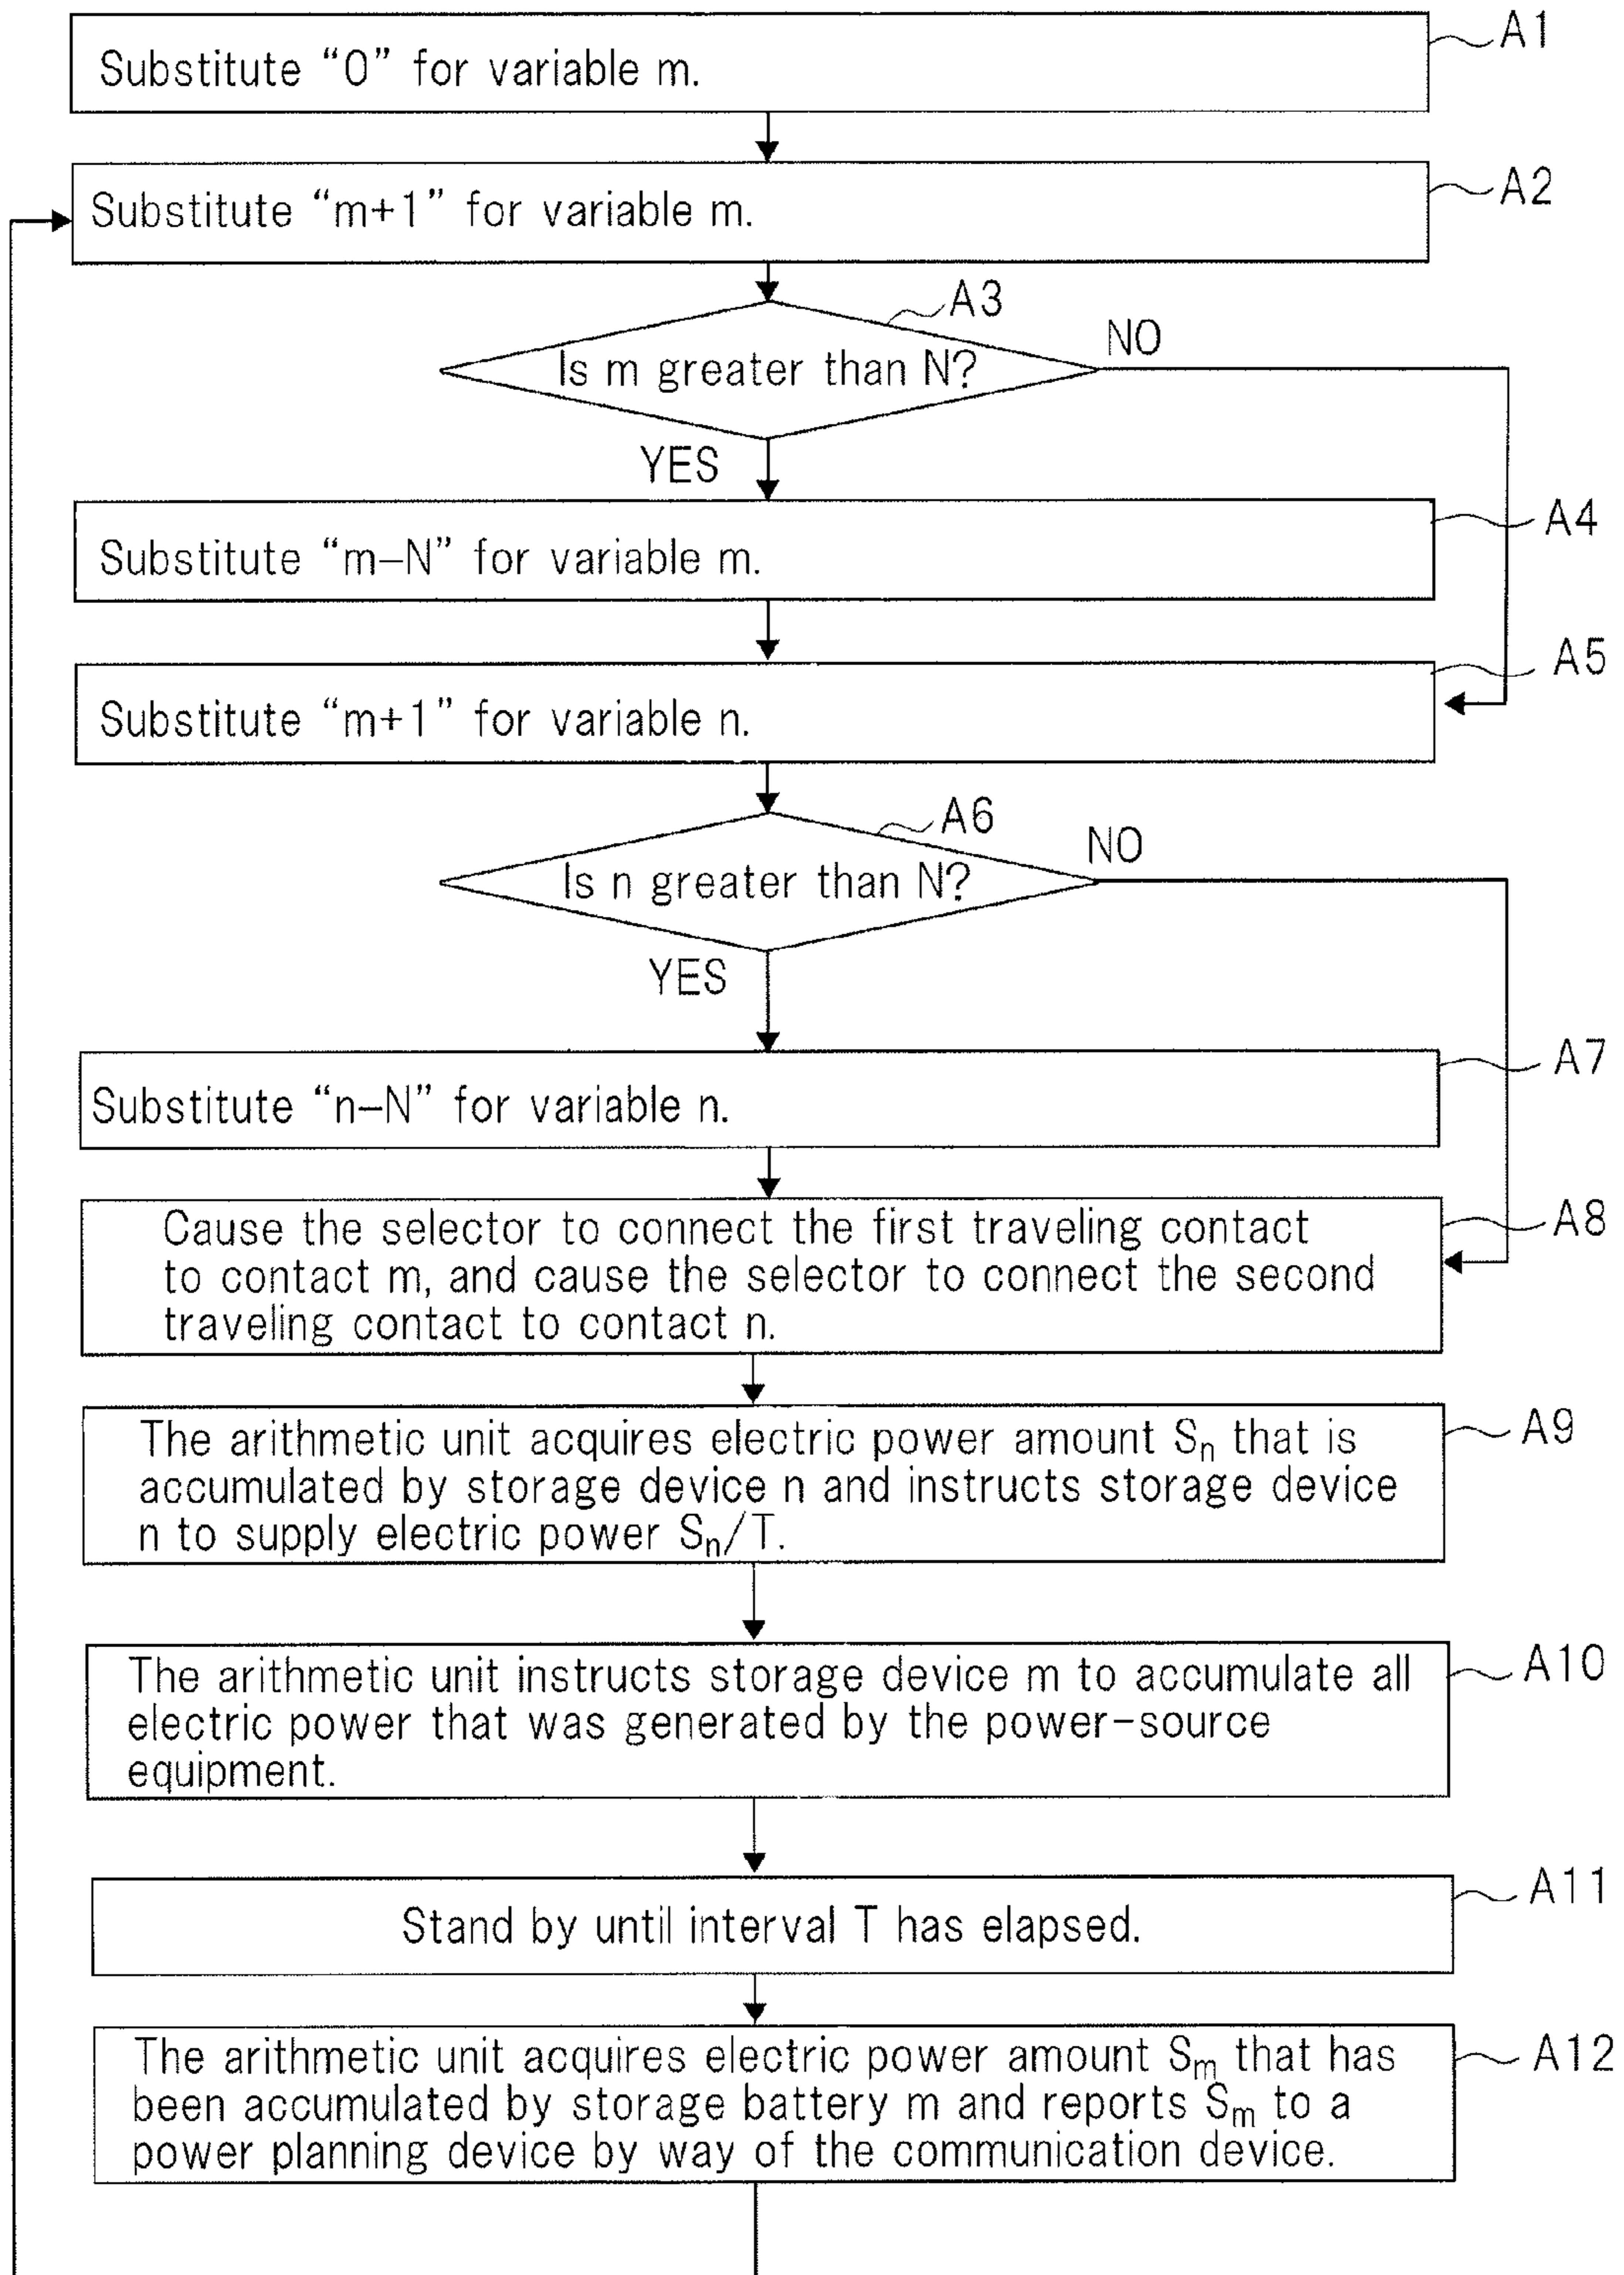 A1
Substitute “0” for variable m.
A2
Substitute “m+1” for variable m.
A3
Is m greater than N?
NO
YES
A4
Substitute “m-N” for variable m.
A5
Substitute “m+1” for variable n.
A6
Is n greater than N?
NO
YES
A7
Substitute “n-N” for variable n.
A8
Cause the selector to connect the first traveling contact
to contact m, and cause the selector to connect the second
traveling contact to contact n.
A9
The arithmetic unit acquires electric power amount Sn that is
accumulated by storage device n and instructs storage device
n to supply electric power Sn/T.
A10
The arithmetic unit instructs storage device m to accumulate all
electric power that was generated by the power-source
equipment.
A11
Stand by until interval T has elapsed.
A12
The arithmetic unit acquires electric power amount Sm that has
been accumulated by storage battery m and reports Sm to a
power planning device by way of the communication device.